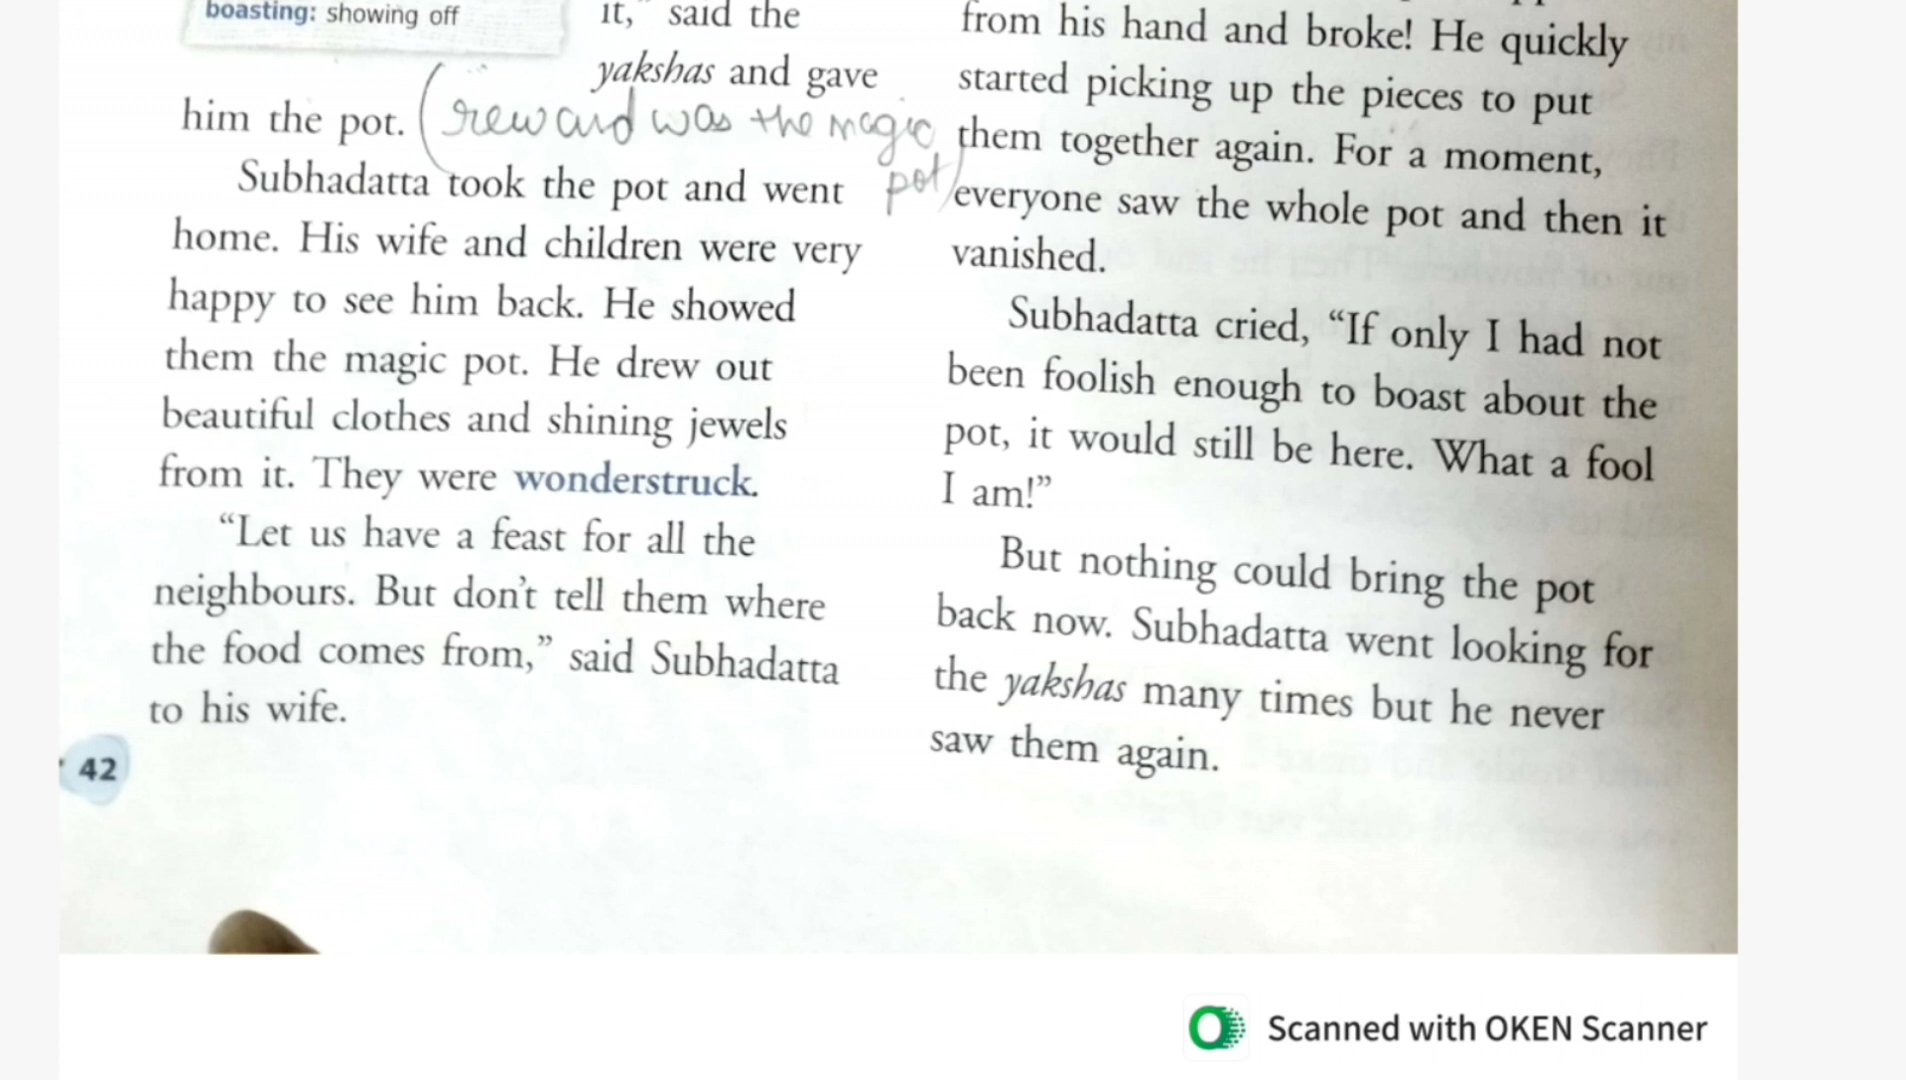 boasting: showing off
it," said the
yakshas and gave
him the pot. (reward was the magic
pot)
Subhadatta took the pot and went
home. His wife and children were very
happy to see him back. He showed
them the magic pot. He drew out
beautiful clothes and shining jewels
from it. They were wonderstruck.
"Let us have a feast for all the
neighbours. But don't tell them where
the food comes from," said Subhadatta
to his wife.
42
from his hand and broke! He quickly
started picking up the pieces to put
them together again. For a moment,
everyone saw the whole pot and then it
vanished.
Subhadatta cried, "If only I had not
been foolish enough to boast about the
pot, it would still be here. What a fool
I am!"
But nothing could bring the pot
back now. Subhadatta went looking for
the yakshas many times but he never
saw them again.
Scanned with OKEN Scanner